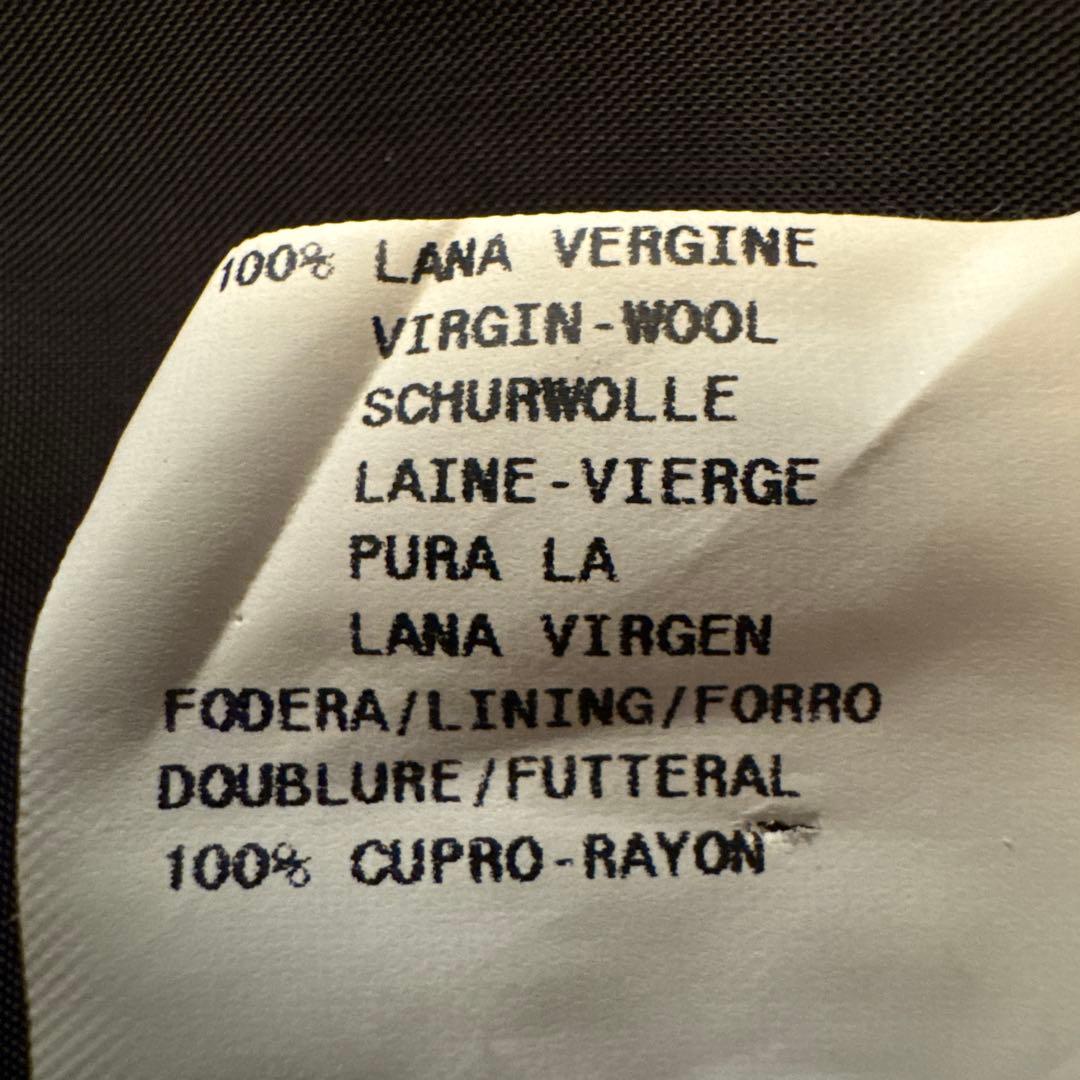 100% LANA VERGINE
VIRGIN-WOOL
SCHURWOLLE
LAINE-VIERGE
PURA LA
LANA VIRGEN
FODERA/LINING/FORRO
DOUBLURE/FUTTERAL
100% CUPRO-RAYON